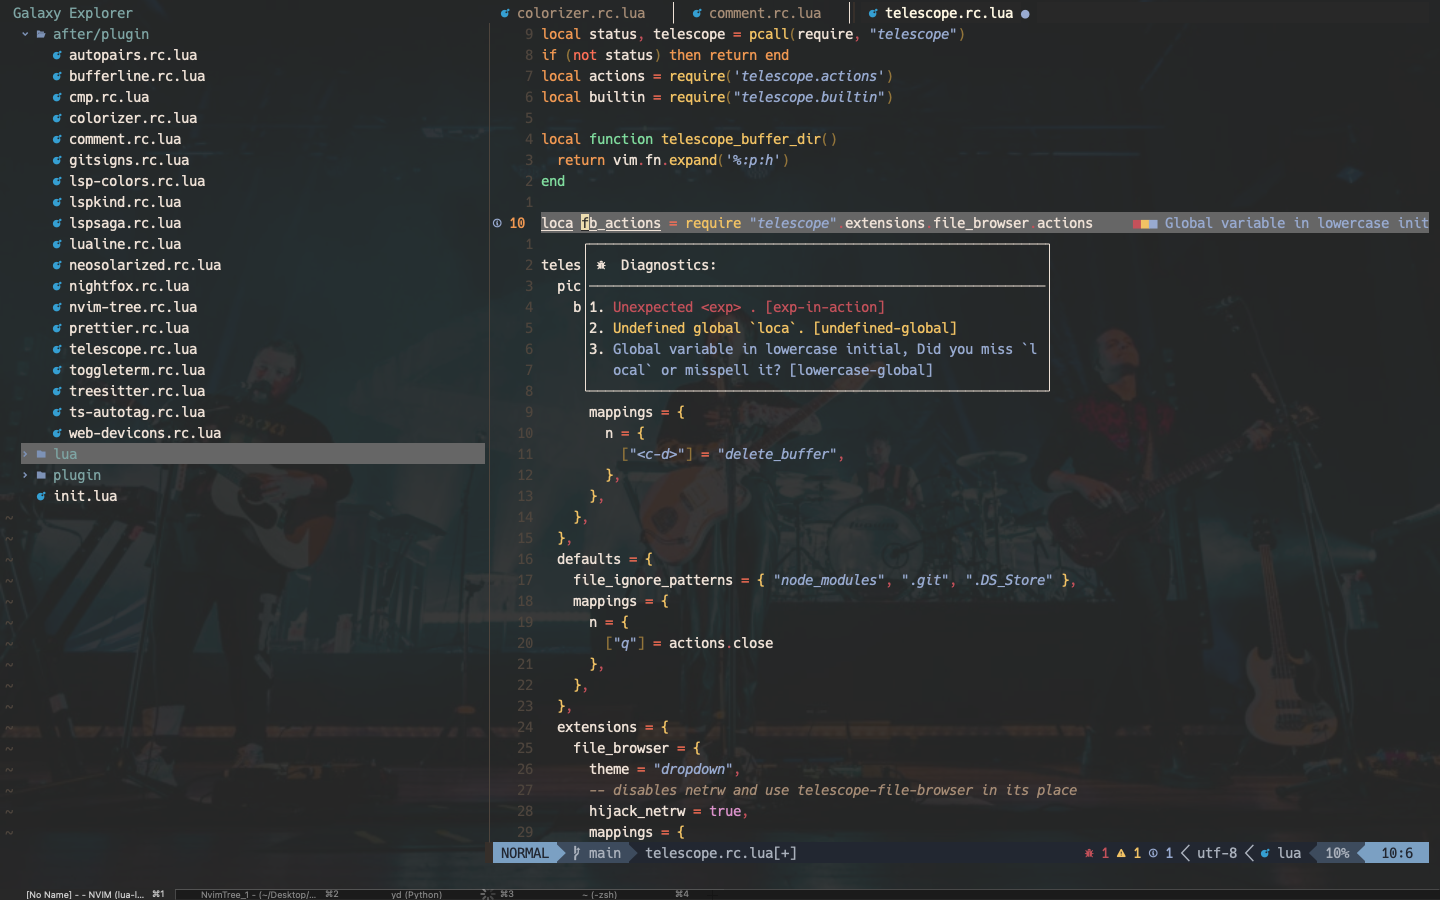 Galaxy Explorer
after/plugin
autopairs.rc.lua
bufferline.rc.lua
cmp.rc.lua
colorizer.rc.lua
comment.rc.lua
gitsigns.rc.lua
lsp-colors.rc.lua
lspkind.rc.lua
lspsaga.rc.lua
lualine.rc.lua
neosolarized.rc.lua
nightfox.rc.lua
nvim-tree.rc.lua
prettier.rc.lua
telescope.rc.lua
toggleterm.rc.lua
treesitter.rc.lua
ts-autotag.rc.lua
web-devicons.rc.lua
lua
plugin
init.lua
colorizer.rc.lua comment.rc.lua telescope.rc.lua
9 local status, telescope = pcall(require, "telescope")
8 if (not status) then return end
7 local actions = require('telescope.actions')
6 local builtin = require("telescope.builtin")
5
4 local function telescope_buffer_dir()
3   return vim.fn.expand('%:p:h')
2 end
1
10 loca fb_actions = require "telescope".extensions.file_browser.actions Global variable in lowercase init
1
2 teles
3   pic
4     b
5
6
7
8
Diagnostics:
1. Unexpected <exp> . [exp-in-action]
2. Undefined global `loca`. [undefined-global]
3. Global variable in lowercase initial, Did you miss `l
ocal` or misspell it? [lowercase-global]
9       mappings = {
10         n = {
11           ["<c-d>"] = "delete_buffer",
12         },
13       },
14     },
15   },
16   defaults = {
17     file_ignore_patterns = { "node_modules", ".git", ".DS_Store" },
18     mappings = {
19       n = {
20         ["q"] = actions.close
21       },
22     },
23   },
24   extensions = {
25     file_browser = {
26       theme = "dropdown",
27       -- disables netrw and use telescope-file-browser in its place
28       hijack_netrw = true,
29       mappings = {
NORMAL main telescope.rc.lua[+] 1 1 1 utf-8 lua 10% 10:6
[No Name] - - NVIM (lua-l... ⌘1 NvimTree_1 - (~/Desktop/... ⌘2 yd (Python) ⌘3 ~ (-zsh) ⌘4